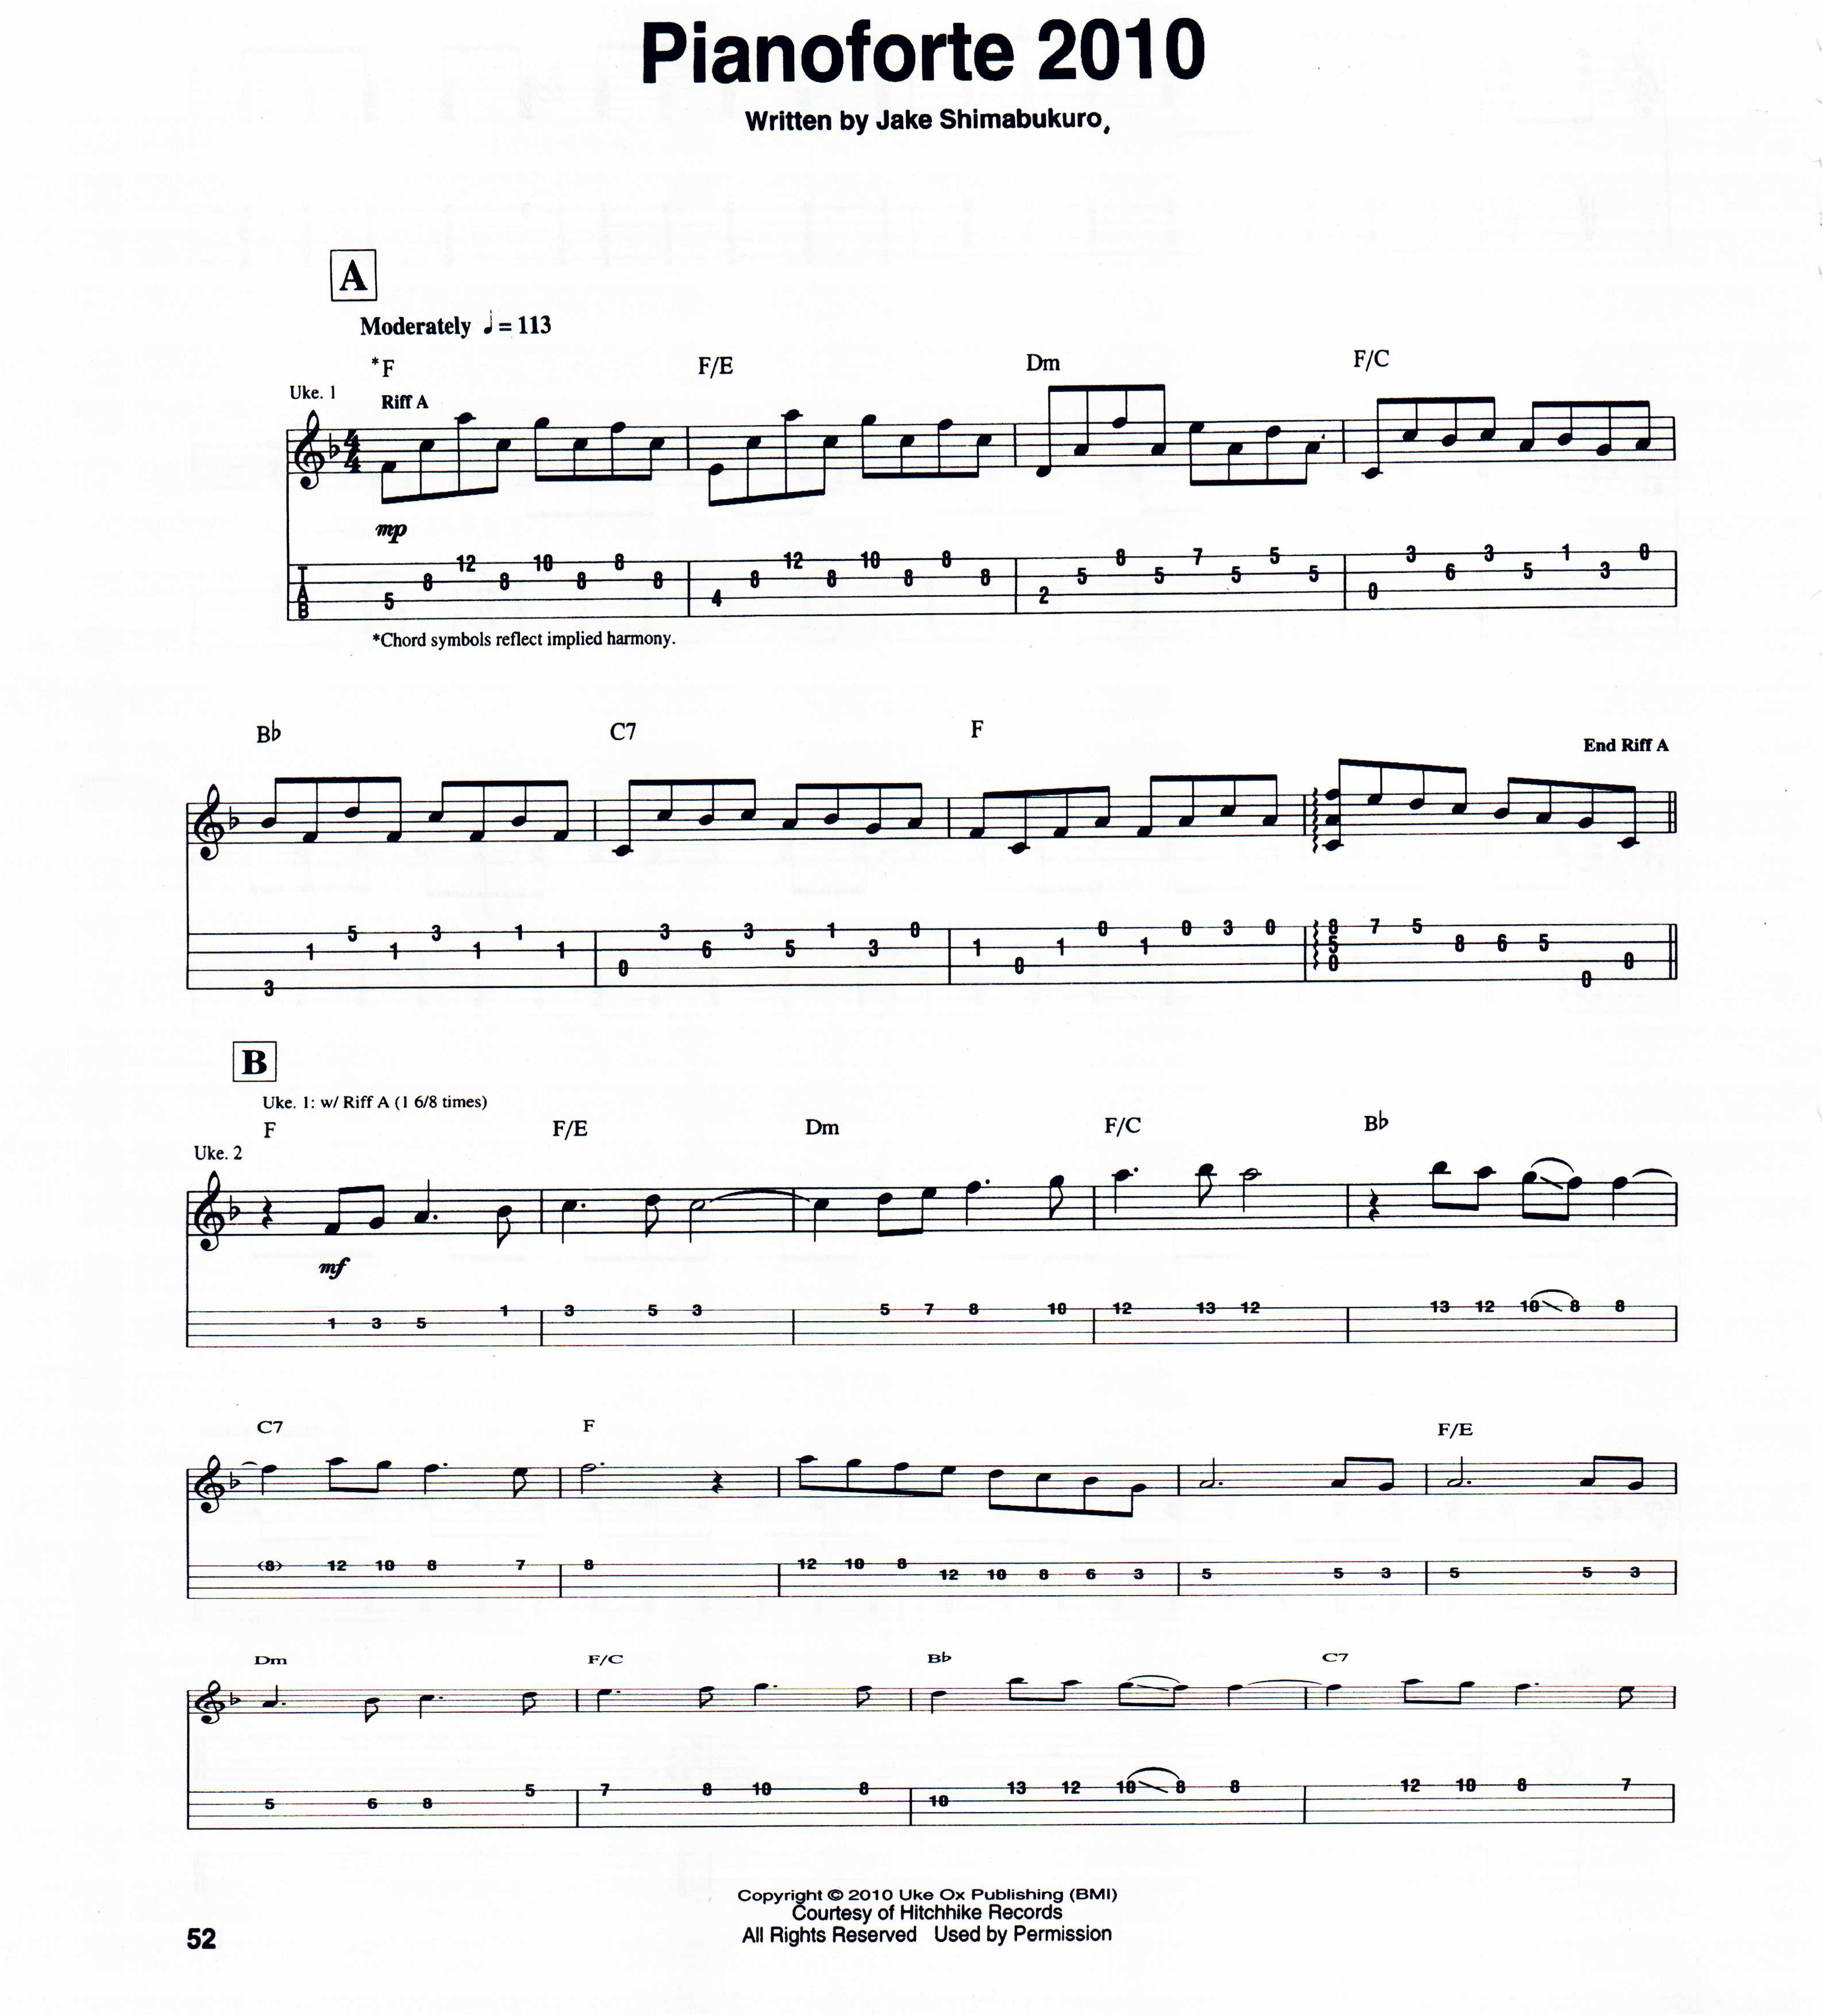 Pianoforte 2010
Written by Jake Shimabukuro
A
Moderately ♩= 113
*F F/E Dm F/C
Uke. 1
Riff A
4
4
mp
12 10 8 12 10 8 8 7 5 3 3 1 0
8 8 8 8 8 8 8 8 5 5 5 5 6 5 3
5 4 2 0
T
A
B
*Chord symbols reflect implied harmony.
B♭ C7 F
End Riff A
5 3 1 3 3 1 0 0 0 3 0 8 7 5
1 1 1 1 6 5 3 1 1 1 5 8 6 5
0 0 0 0
3 0
B
Uke. 1: w/ Riff A (1 6/8 times)
F F/E Dm F/C B♭
Uke. 2
mf
1 3 5 3 5 7 8 10 12 13 12 13 12 10 8 8
1 3 5
C7 F F/E
(8) 12 10 8 7 8 12 10 8
12 10 8 6 3 5 5 3 5 5 3
Dm F/C B♭ C7
5 7 8 10 8 13 12 10 8 8 12 10 8 7
5 6 8 10
Copyright © 2010 Uke Ox Publishing (BMI)
Courtesy of Hitchhike Records
All Rights Reserved Used by Permission
52